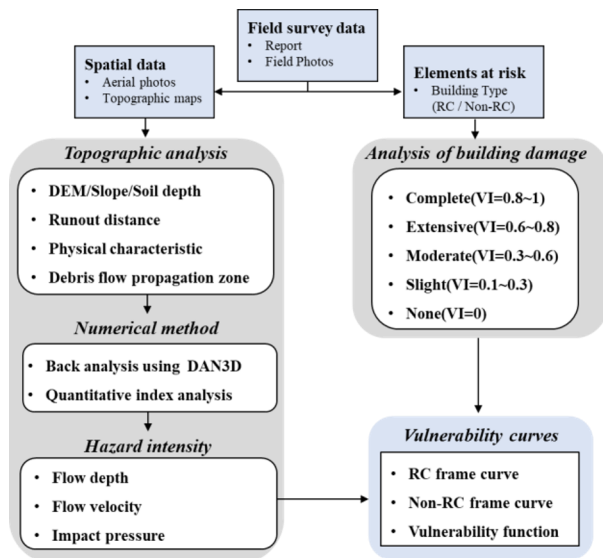 Field survey data
• Report
• Field Photos
Spatial data
• Aerial photos
• Topographic maps
Elements at risk
• Building Type
(RC / Non-RC)
Topographic analysis
• DEM/Slope/Soil depth
• Runout distance
• Physical characteristic
• Debris flow propagation zone
Numerical method
• Back analysis using DAN3D
• Quantitative index analysis
Hazard intensity
• Flow depth
• Flow velocity
• Impact pressure
Analysis of building damage
• Complete(VI=0.8~1)
• Extensive(VI=0.6~0.8)
• Moderate(VI=0.3~0.6)
• Slight(VI=0.1~0.3)
• None(VI=0)
Vulnerability curves
• RC frame curve
• Non-RC frame curve
• Vulnerability function